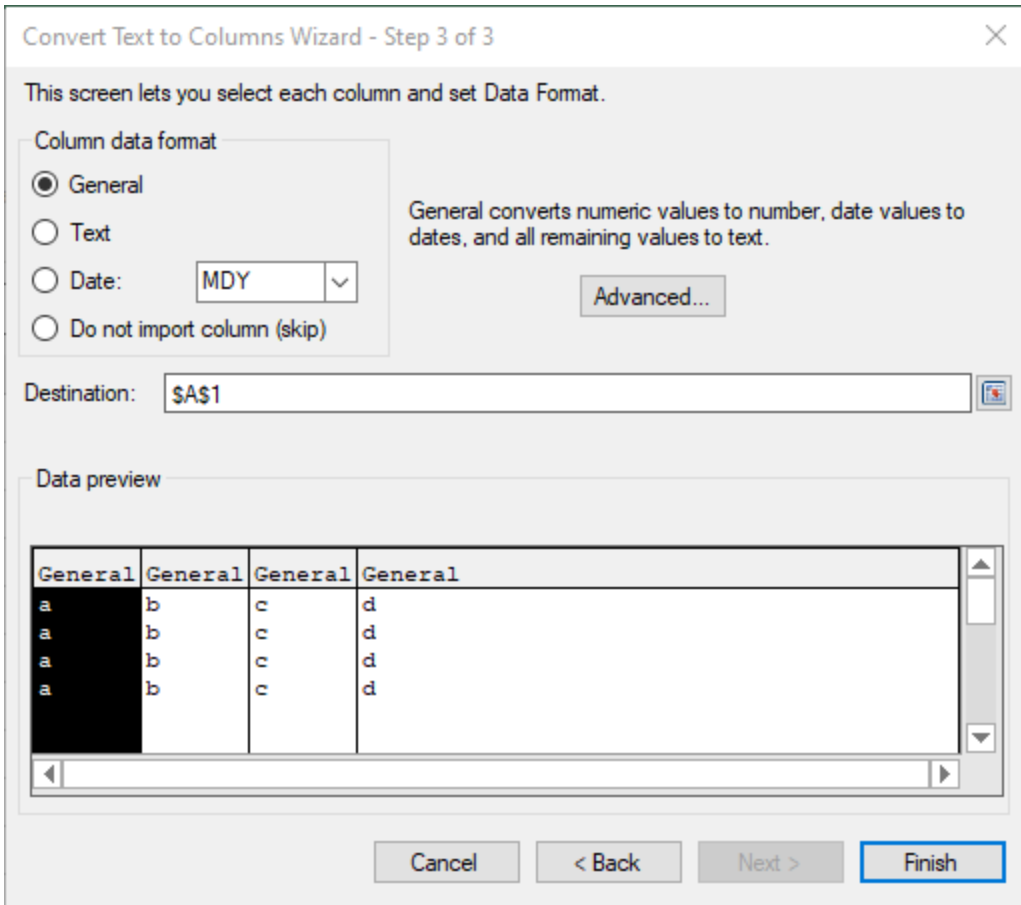 Convert Text to Columns Wizard - Step 3 of 3
This screen lets you select each column and set Data Format.
Column data format
General
Text
Date: MDY
Do not import column (skip)
General converts numeric values to number, date values to
dates, and all remaining values to text.
Advanced...
Destination: $A$1
Data preview
General General General General
a b c d
a b c d
a b c d
a b c d
Cancel < Back Next > Finish